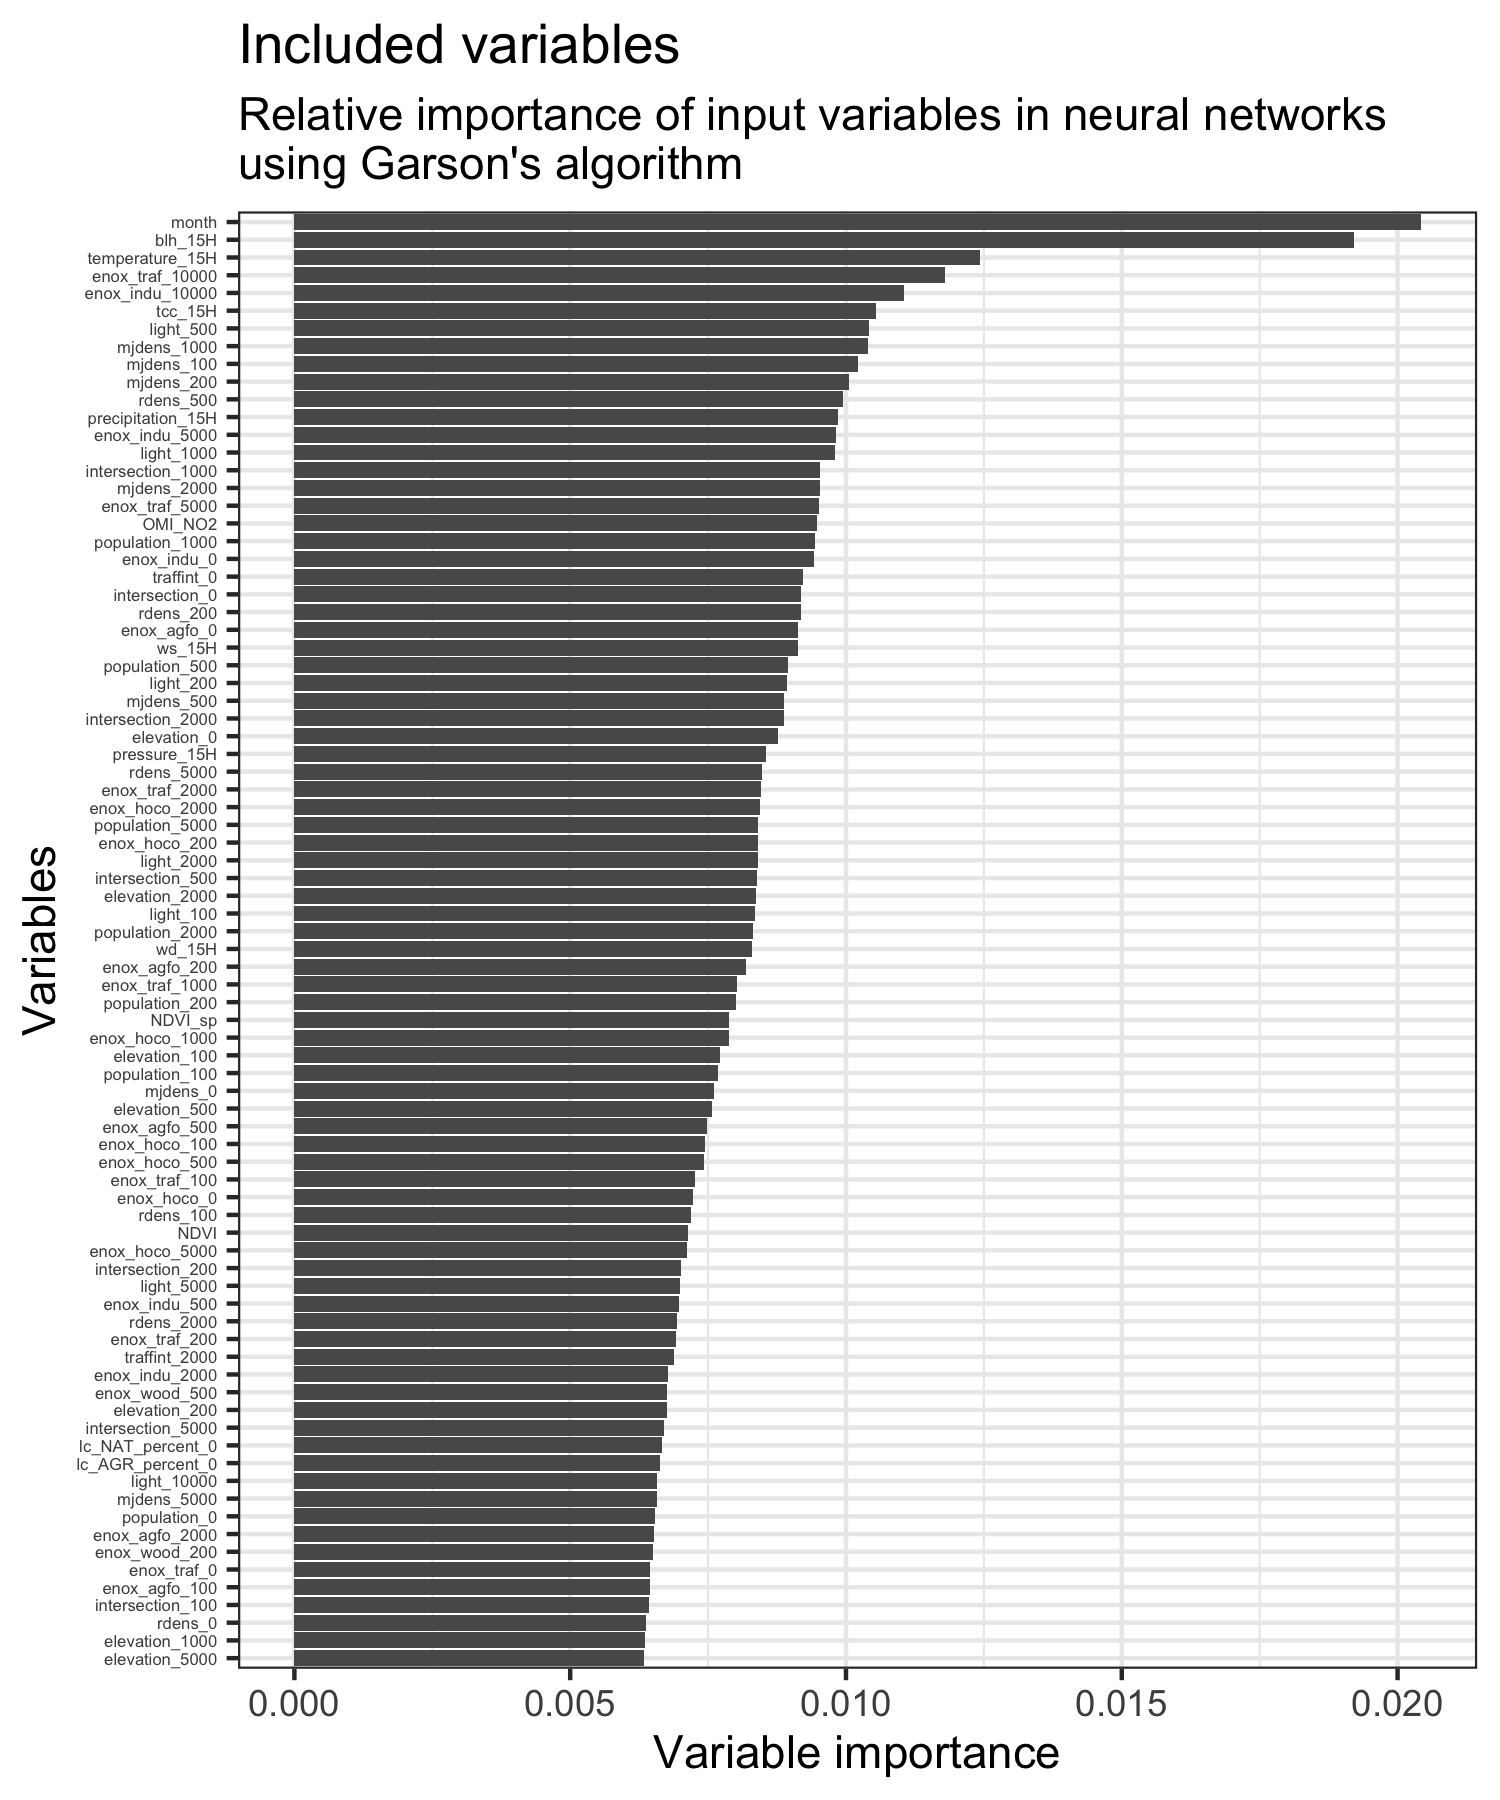 Included variables
Relative importance of input variables in neural networks
using Garson's algorithm
month
blh_15H
temperature_15H
enox_traf_10000
enox_indu_10000
tcc_15H
light_500
mjdens_1000
mjdens_100
mjdens_200
rdens_500
precipitation_15H
enox_indu_5000
light_1000
intersection_1000
mjdens_2000
enox_traf_5000
OMI_NO2
population_1000
enox_indu_0
traffint_0
intersection_0
rdens_200
enox_agfo_0
ws_15H
population_500
light_200
mjdens_500
intersection_2000
elevation_0
pressure_15H
rdens_5000
enox_traf_2000
enox_hoco_2000
population_5000
enox_hoco_200
light_2000
intersection_500
elevation_2000
light_100
population_2000
wd_15H
enox_agfo_200
enox_traf_1000
population_200
NDVI_sp
enox_hoco_1000
elevation_100
population_100
mjdens_0
elevation_500
enox_agfo_500
enox_hoco_100
enox_hoco_500
enox_traf_100
enox_hoco_0
rdens_100
NDVI
enox_hoco_5000
intersection_200
light_5000
enox_indu_500
rdens_2000
enox_traf_200
traffint_2000
enox_indu_2000
enox_wood_500
elevation_200
intersection_5000
lc_NAT_percent_0
lc_AGR_percent_0
light_10000
mjdens_5000
population_0
enox_agfo_2000
enox_wood_200
enox_traf_0
enox_agfo_100
intersection_100
rdens_0
elevation_1000
elevation_5000
Variables
0.000 0.005 0.010 0.015 0.020
Variable importance